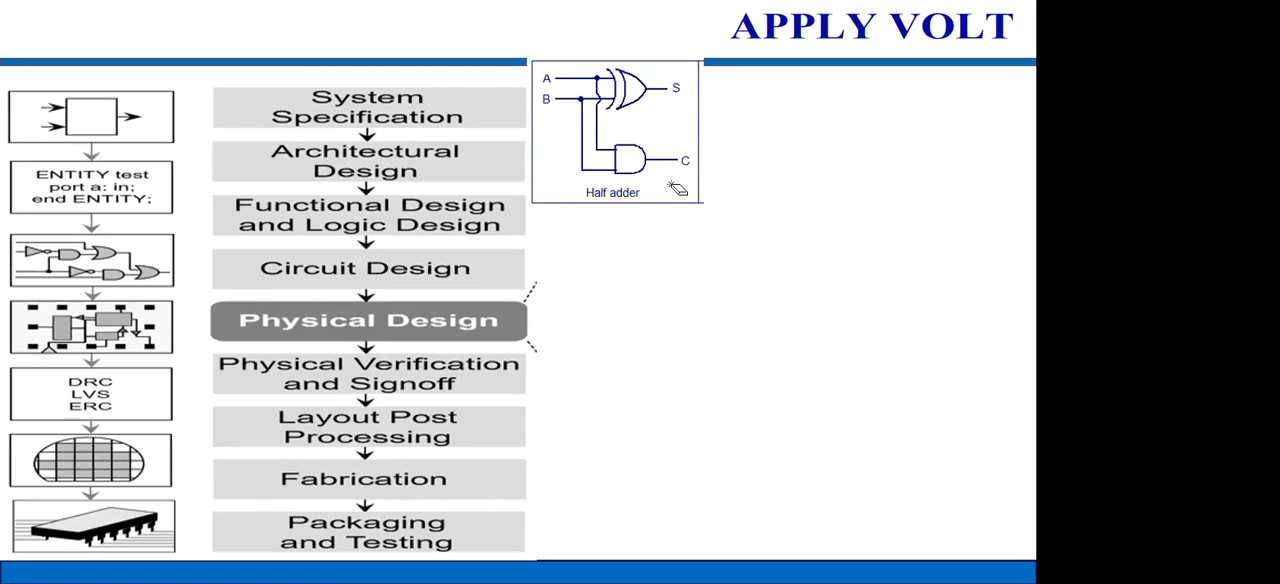 APPLY VOLT
ENTITY test
port a: in;
end ENTITY;
DRC
LVS
ERC
System
Specification
Architectural
Design
Functional Design
and Logic Design
Circuit Design
Physical Design
Physical Verification
and Signoff
Layout Post
Processing
Fabrication
Packaging
and Testing
A
B
S
C
Half adder